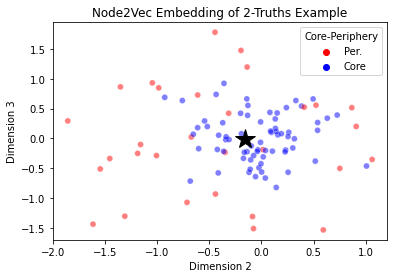 Node2Vec Embedding of 2-Truths Example
Core-Periphery
Per.
Core
Dimension 3
1.5
1.0
0.5
0.0
−0.5
−1.0
−1.5
−2.0 −1.5 −1.0 −0.5 0.0 0.5 1.0
Dimension 2